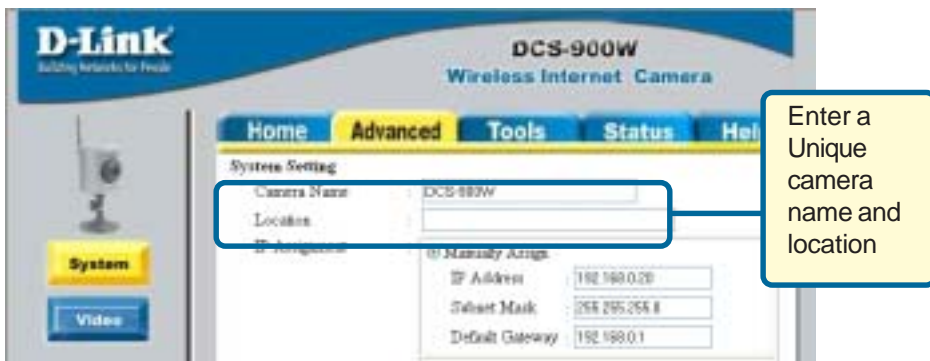 D-Link
Building Networks for People
DCS-900W
Wireless Internet Camera
Home Advanced Tools Status Hel
System Setting
Camera Name : DCS-900W
Location :
IP Assignment
Manually Assign
IP Address : 192.168.0.20
Subnet Mask : 255.255.255.0
Default Gateway : 192.168.0.1
System
Video
Enter a
Unique
camera
name and
location